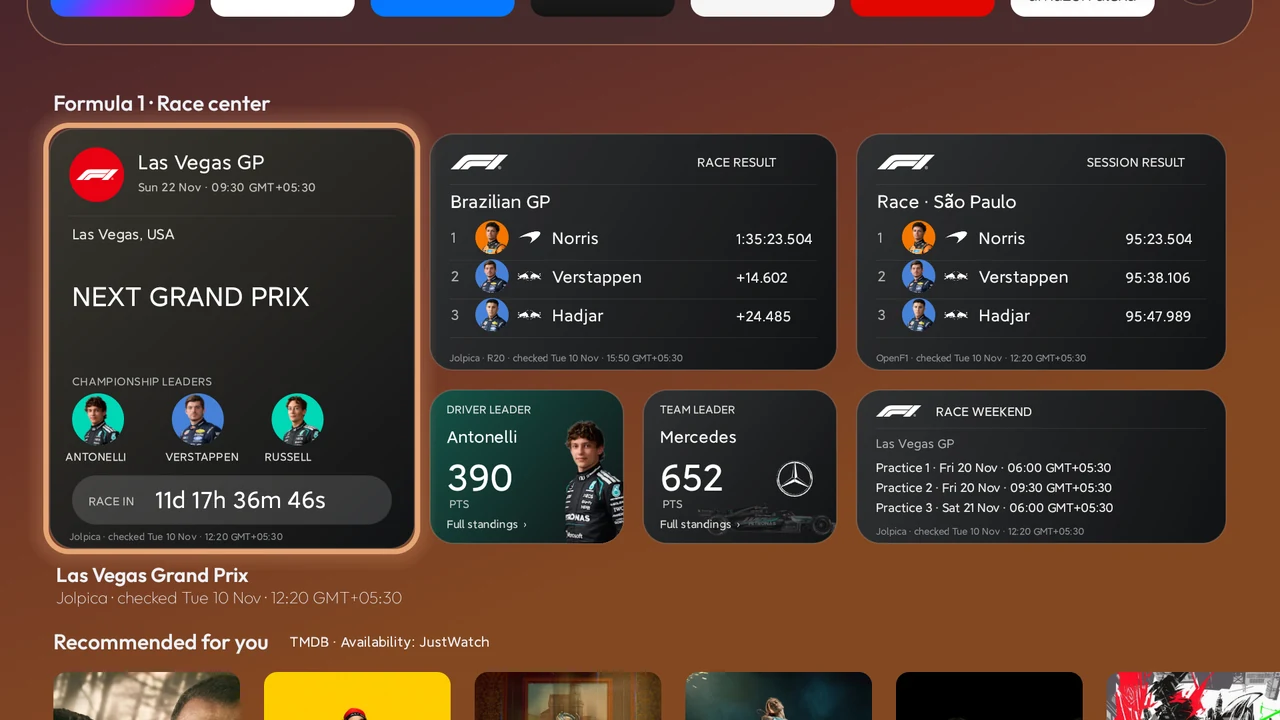 Formula 1 · Race center
Las Vegas GP
Sun 22 Nov · 09:30 GMT+05:30
Las Vegas, USA
NEXT GRAND PRIX
CHAMPIONSHIP LEADERS
ANTONELLI VERSTAPPEN RUSSELL
RACE IN 11d 17h 36m 46s
Jolpica · checked Tue 10 Nov · 12:20 GMT+05:30
RACE RESULT
Brazilian GP
1 Norris 1:35:23.504
2 Verstappen +14.602
3 Hadjar +24.485
Jolpica · R20 · checked Tue 10 Nov · 15:50 GMT+05:30
SESSION RESULT
Race · São Paulo
1 Norris 95:23.504
2 Verstappen 95:38.106
3 Hadjar 95:47.989
OpenF1 · checked Tue 10 Nov · 12:20 GMT+05:30
DRIVER LEADER
Antonelli
390
PTS
Full standings ›
TEAM LEADER
Mercedes
652
PTS
Full standings ›
RACE WEEKEND
Las Vegas GP
Practice 1 · Fri 20 Nov · 06:00 GMT+05:30
Practice 2 · Fri 20 Nov · 09:30 GMT+05:30
Practice 3 · Sat 21 Nov · 06:00 GMT+05:30
Jolpica · checked Tue 10 Nov · 12:20 GMT+05:30
Las Vegas Grand Prix
Jolpica · checked Tue 10 Nov · 12:20 GMT+05:30
Recommended for you TMDB · Availability: JustWatch